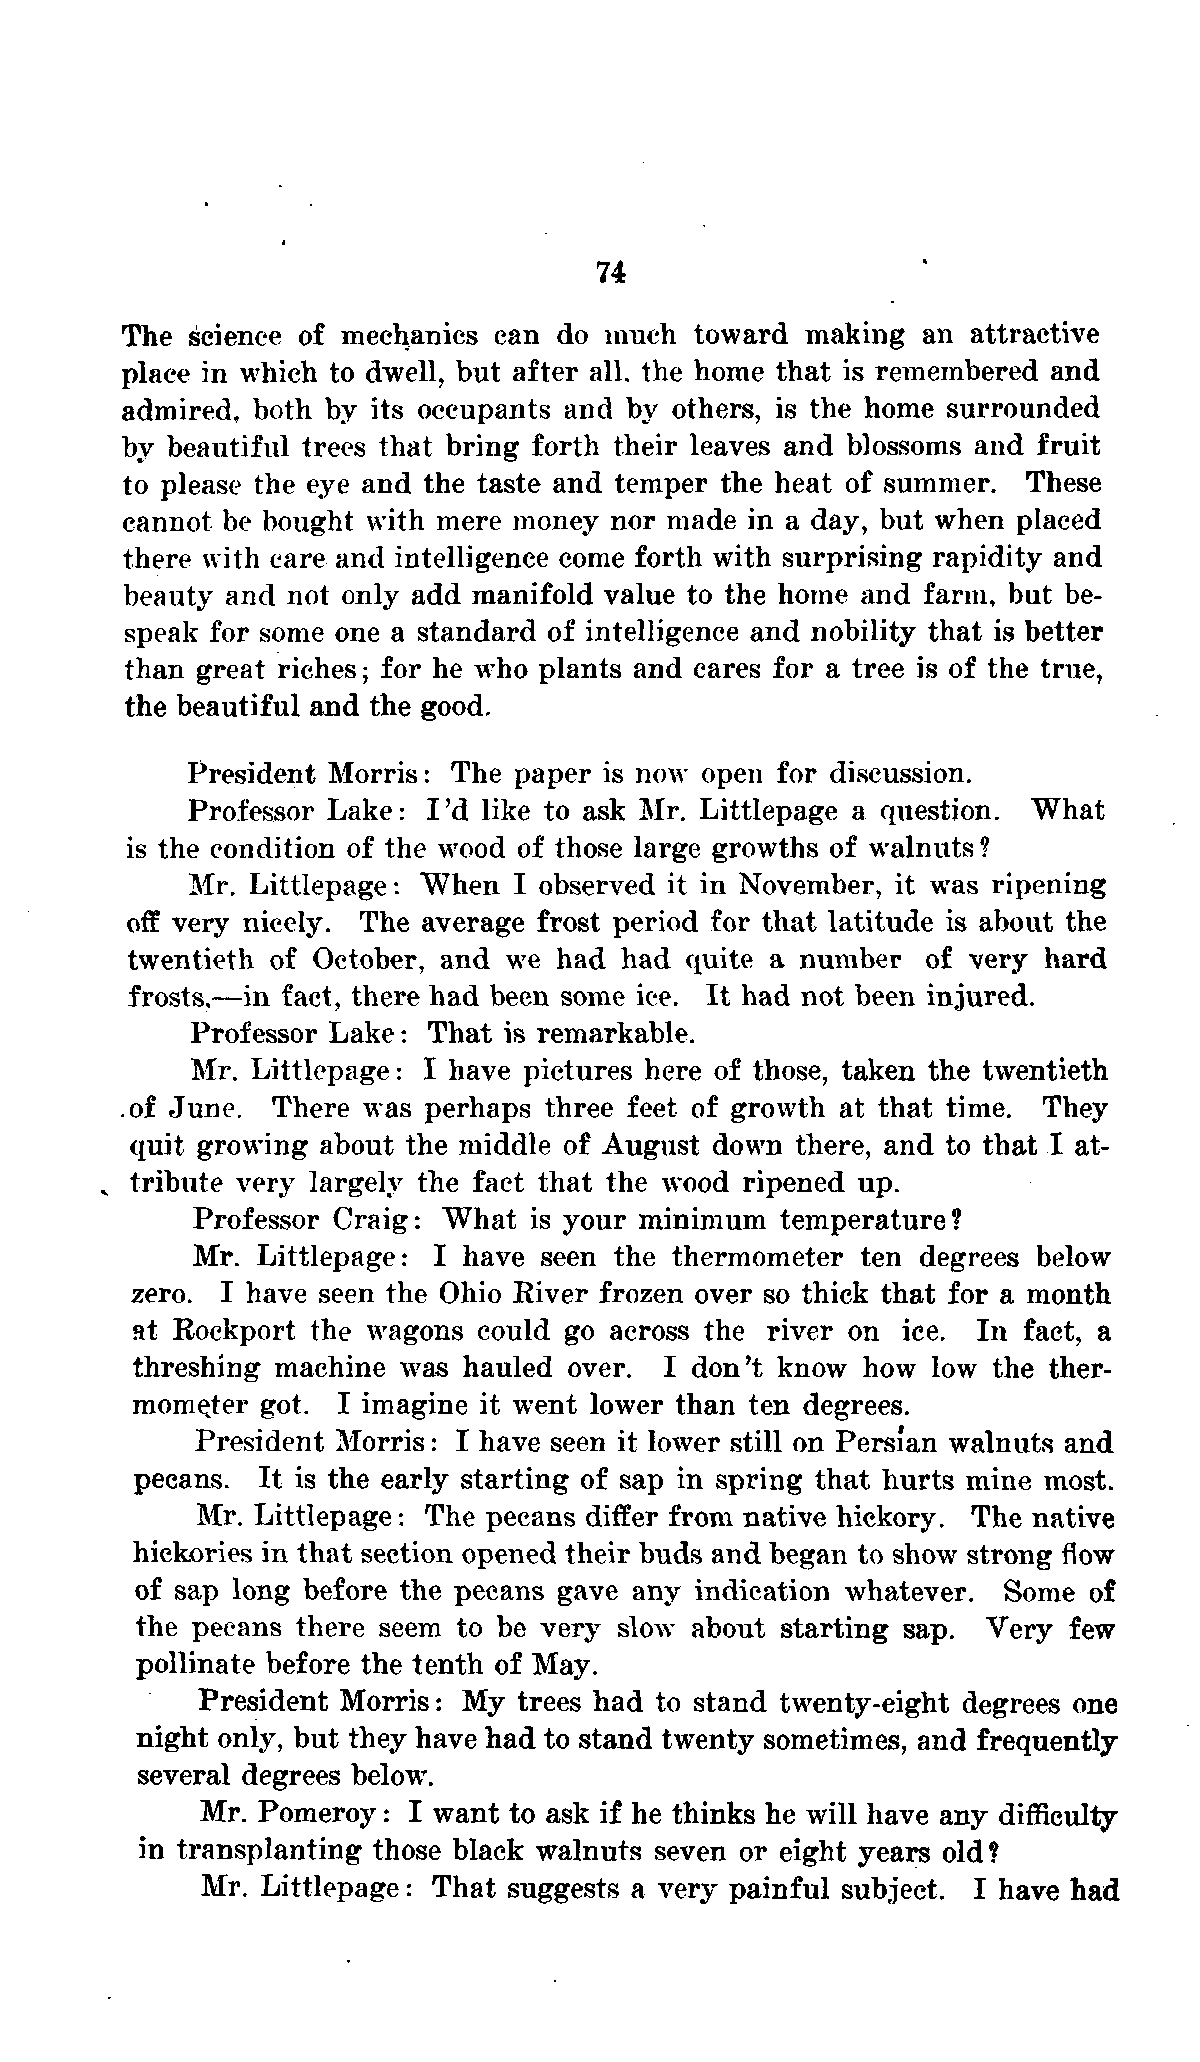 74
The science of mechanics can do much toward making an attractive
place in which to dwell, but after all. the home that is remembered and
admired, both by its occupants and by others, is the home surrounded
by beautiful trees that bring forth their leaves and blossoms and fruit
to please the eye and the taste and temper the heat of summer. These
cannot be bought with mere money nor made in a day, but when placed
there with care and intelligence come forth with surprising rapidity and
beauty and not only add manifold value to the home and farm, but be-
speak for some one a standard of intelligence and nobility that is better
than great riches; for he who plants and cares for a tree is of the true,
the beautiful and the good.
President Morris: The paper is now open for discussion.
Professor Lake: I'd like to ask Mr. Littlepage a question. What
is the condition of the wood of those large growths of walnuts?
Mr. Littlepage: When I observed it in November, it was ripening
off very nicely. The average frost period for that latitude is about the
twentieth of October, and we had had quite a number of very hard
frosts,—in fact, there had been some ice. It had not been injured.
Professor Lake: That is remarkable.
Mr. Littlepage: I have pictures here of those, taken the twentieth
of June. There was perhaps three feet of growth at that time. They
quit growing about the middle of August down there, and to that I at-
tribute very largely the fact that the wood ripened up.
Professor Craig: What is your minimum temperature?
Mr. Littlepage: I have seen the thermometer ten degrees below
zero. I have seen the Ohio River frozen over so thick that for a month
at Rockport the wagons could go across the river on ice. In fact, a
threshing machine was hauled over. I don't know how low the ther-
mometer got. I imagine it went lower than ten degrees.
President Morris: I have seen it lower still on Persian walnuts and
pecans. It is the early starting of sap in spring that hurts mine most.
Mr. Littlepage: The pecans differ from native hickory. The native
hickories in that section opened their buds and began to show strong flow
of sap long before the pecans gave any indication whatever. Some of
the pecans there seem to be very slow about starting sap. Very few
pollinate before the tenth of May.
President Morris: My trees had to stand twenty-eight degrees one
night only, but they have had to stand twenty sometimes, and frequently
several degrees below.
Mr. Pomeroy: I want to ask if he thinks he will have any difficulty
in transplanting those black walnuts seven or eight years old?
Mr. Littlepage: That suggests a very painful subject. I have had